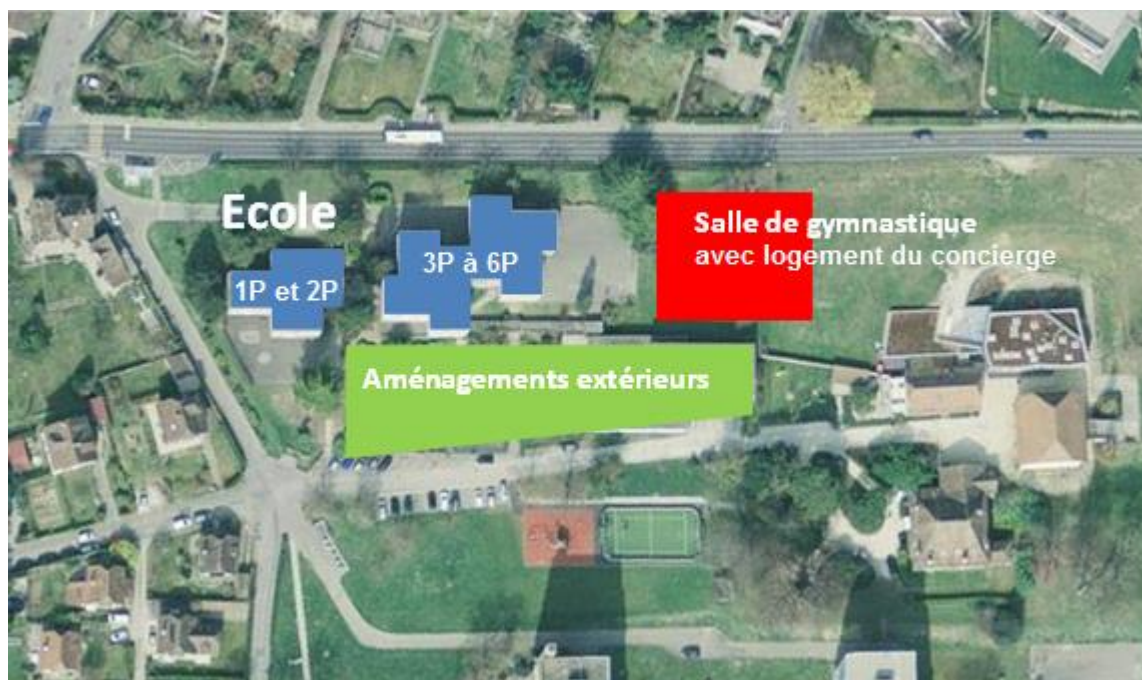 Ecole
1P et 2P
3P à 6P
Salle de gymnastique
avec logement du concierge
Aménagements extérieurs